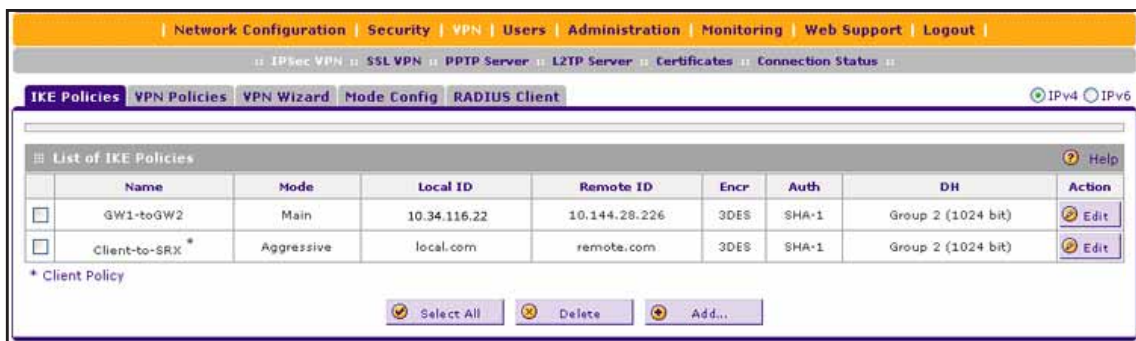 Network Configuration | Security | VPN | Users | Administration | Monitoring | Web Support | Logout
IPSec VPN :: SSL VPN :: PPTP Server :: L2TP Server :: Certificates :: Connection Status
IKE Policies VPN Policies VPN Wizard Mode Config RADIUS Client IPv4 IPv6
List of IKE Policies Help
Name Mode Local ID Remote ID Encr Auth DH Action
GW1-toGW2 Main 10.34.116.22 10.144.28.226 3DES SHA-1 Group 2 (1024 bit) Edit
Client-to-SRX * Aggressive local.com remote.com 3DES SHA-1 Group 2 (1024 bit) Edit
* Client Policy
Select All Delete Add...